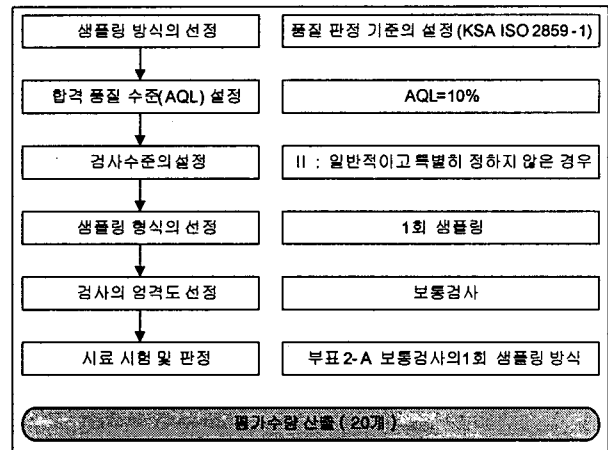 샘플링 방식의 선정
품질 판정 기준의 설정(KSA ISO 2859-1)
합격 품질 수준(AQL) 설정
AQL=10%
검사수준의설정
II : 일반적아고 특별히 정하지 않은 경우
샘플링 형식의 선정
1회 샘플링
검사의 엄격도 선정
보통검사
시료 시험 및 판정
부표2-A 보통검사의1회 샘플링 방식
평가수량 산출 ( 20개 )